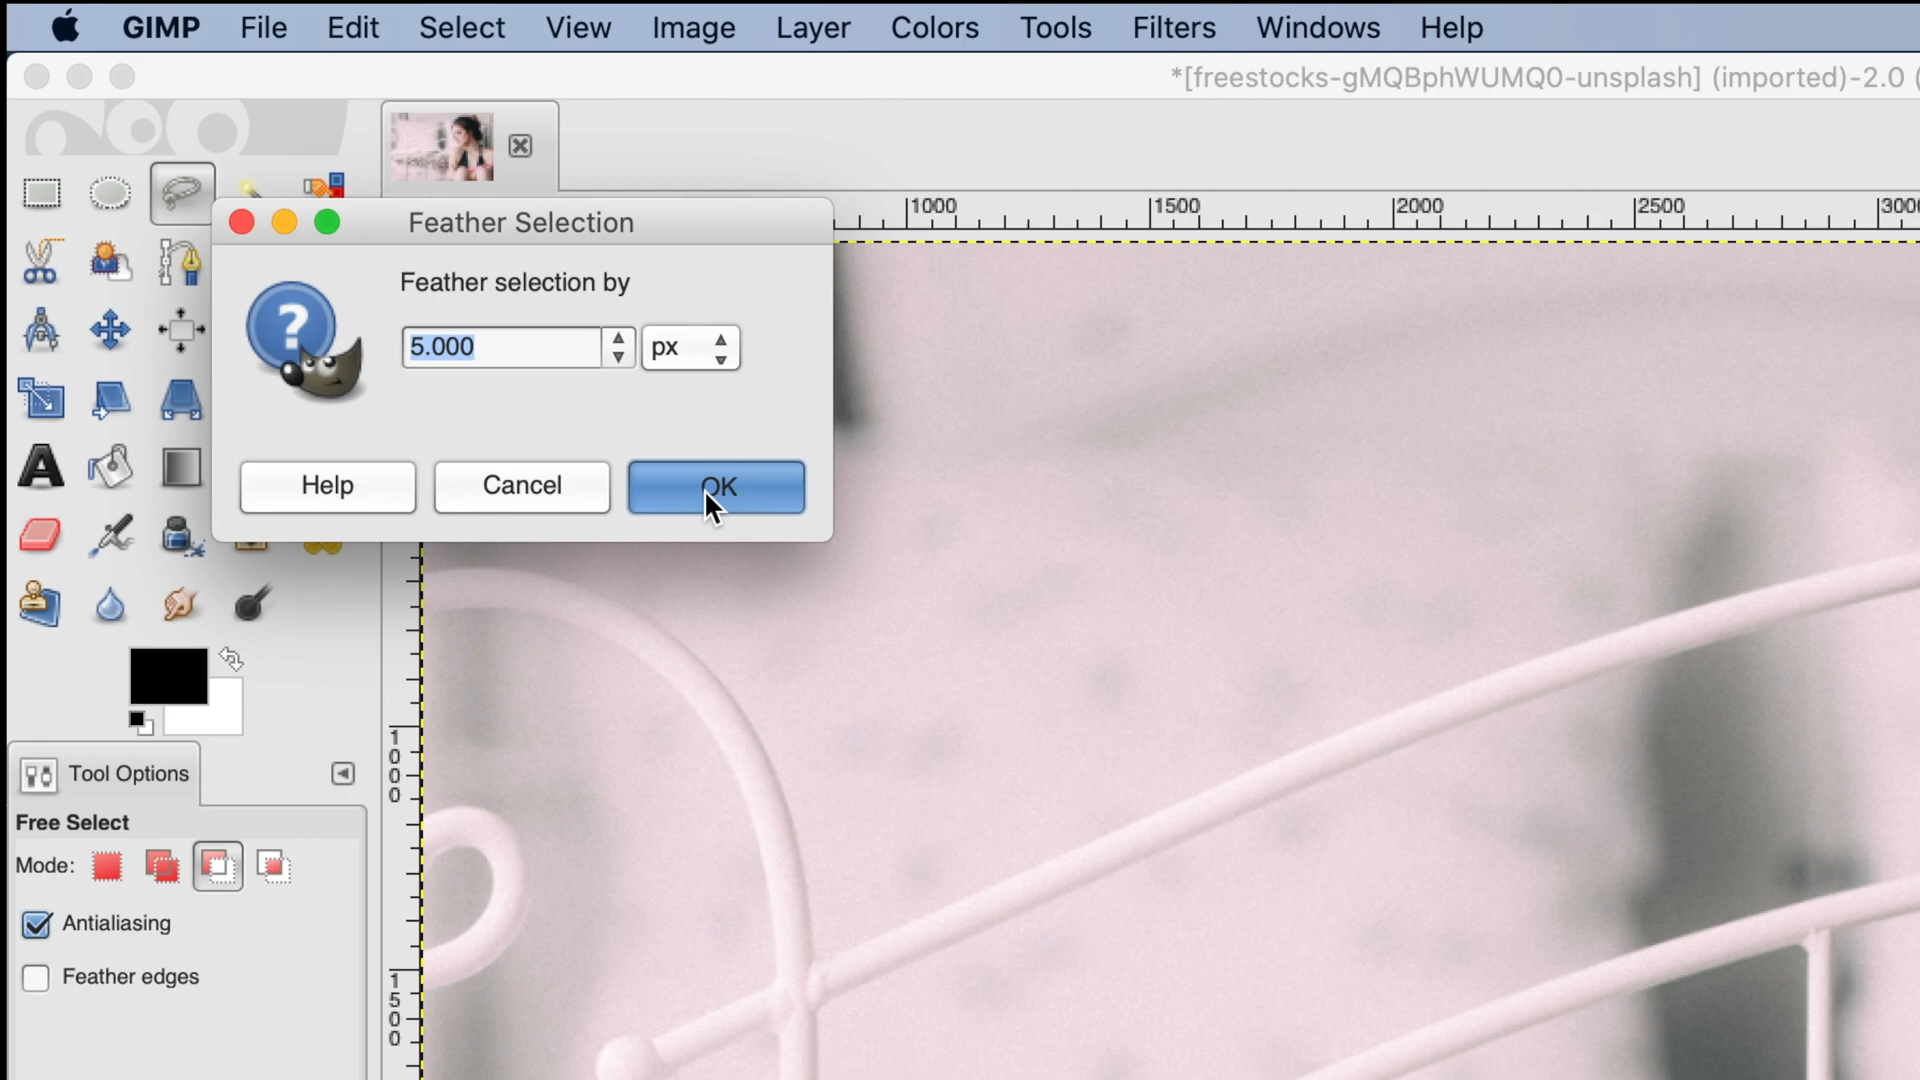 GIMP File Edit Select View Image Layer Colors Tools Filters Windows Help
*[freestocks-gMQBphWUMQ0-unsplash] (imported)-2.0 (
1000 1500 2000 2500 3000
Feather Selection
Feather selection by
5.000 px
Help Cancel OK
1000
1500
Tool Options
Free Select
Mode:
Antialiasing
Feather edges